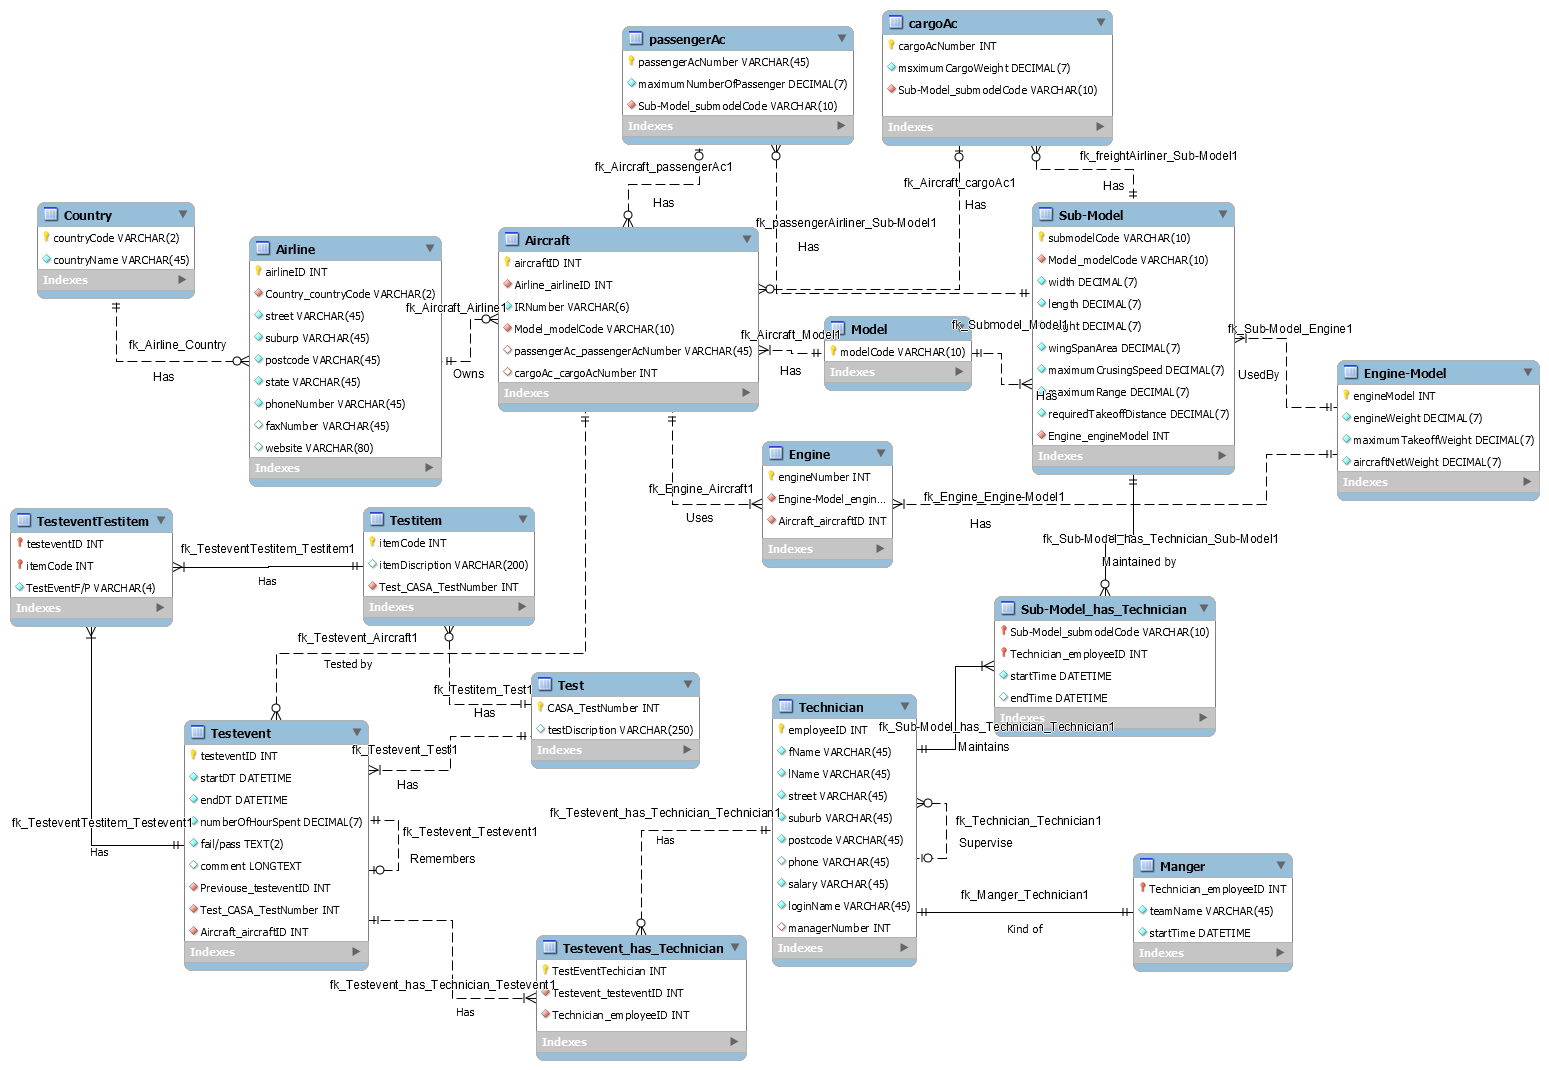 passengerAc
passengerAcNumber VARCHAR(45)
maximumNumberOfPassenger DECIMAL(7)
Sub-Model_submodelCode VARCHAR(10)
Indexes
cargoAc
cargoAcNumber INT
msximumCargoWeight DECIMAL(7)
Sub-Model_submodelCode VARCHAR(10)
Indexes
fk_Aircraft_passengerAc1
Has
fk_Aircraft_cargoAc1
Has
fk_freightAirliner_Sub-Model1
Has
fk_passengerAirliner_Sub-Model1
Has
Country
countryCode VARCHAR(2)
countryName VARCHAR(45)
Indexes
fk_Airline_Country
Has
Airline
airlineID INT
Country_countryCode VARCHAR(2)
street VARCHAR(45)
suburp VARCHAR(45)
postcode VARCHAR(45)
state VARCHAR(45)
phoneNumber VARCHAR(45)
faxNumber VARCHAR(45)
website VARCHAR(80)
Indexes
fk_Aircraft_Airline1
Owns
Aircraft
aircraftID INT
Airline_airlineID INT
IRNumber VARCHAR(6)
Model_modelCode VARCHAR(10)
passengerAc_passengerAcNumber VARCHAR(45)
cargoAc_cargoAcNumber INT
Indexes
fk_Aircraft_Model1
Has
Model
modelCode VARCHAR(10)
Indexes
fk_Submodel_Model1
Has
Sub-Model
submodelCode VARCHAR(10)
Model_modelCode VARCHAR(10)
width DECIMAL(7)
length DECIMAL(7)
DECIMAL(7)
wingSpanArea DECIMAL(7)
maximumCrusingSpeed DECIMAL(7)
maximumRange DECIMAL(7)
requiredTakeoffDistance DECIMAL(7)
Engine_engineModel INT
Indexes
fk_Sub-Model_Engine1
UsedBy
Engine-Model
engineModel INT
engineWeight DECIMAL(7)
maximumTakeoffWeight DECIMAL(7)
aircraftNetWeight DECIMAL(7)
Indexes
Engine
engineNumber INT
Engine-Model_engin...
Aircraft_aircraftID INT
Indexes
fk_Engine_Aircraft1
Uses
fk_Engine_Engine-Model1
Has
TesteventTestitem
testeventID INT
itemCode INT
TestEventF/P VARCHAR(4)
Indexes
fk_TesteventTestitem_Testitem1
Has
Testitem
itemCode INT
itemDiscription VARCHAR(200)
Test_CASA_TestNumber INT
Indexes
fk_Sub-Model_has_Technician_Sub-Model1
Maintained by
Sub-Model_has_Technician
Sub-Model_submodelCode VARCHAR(10)
Technician_employeeID INT
startTime DATETIME
endTime DATETIME
Indexes
fk_Testevent_Aircraft1
Tested by
fk_Testitem_Test1
Has
Test
CASA_TestNumber INT
testDiscription VARCHAR(250)
Indexes
fk_Testevent_Test1
Has
Testevent
testeventID INT
startDT DATETIME
endDT DATETIME
numberOfHourSpent DECIMAL(7)
fail/pass TEXT(2)
comment LONGTEXT
Previouse_testeventID INT
Test_CASA_TestNumber INT
Aircraft_aircraftID INT
Indexes
fk_TesteventTestitem_Testevent1
Has
fk_Testevent_Testevent1
Remembers
fk_Testevent_has_Technician_Technician1
Has
Technician
employeeID INT
fName VARCHAR(45)
lName VARCHAR(45)
street VARCHAR(45)
suburb VARCHAR(45)
postcode VARCHAR(45)
phone VARCHAR(45)
salary VARCHAR(45)
loginName VARCHAR(45)
managerNumber INT
Indexes
fk_Sub-Model_has_Technician_Technician1
Maintains
fk_Technician_Technician1
Supervise
fk_Manger_Technician1
Kind of
Manger
Technician_employeeID INT
teamName VARCHAR(45)
startTime DATETIME
Indexes
fk_Testevent_has_Technician_Testevent1
Has
Testevent_has_Technician
TestEventTechician INT
Testevent_testeventID INT
Technician_employeeID INT
Indexes